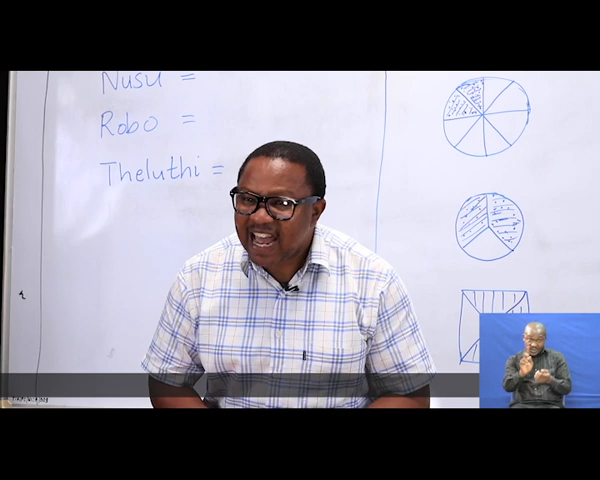 Nusu =
Robo =
Theluthi =